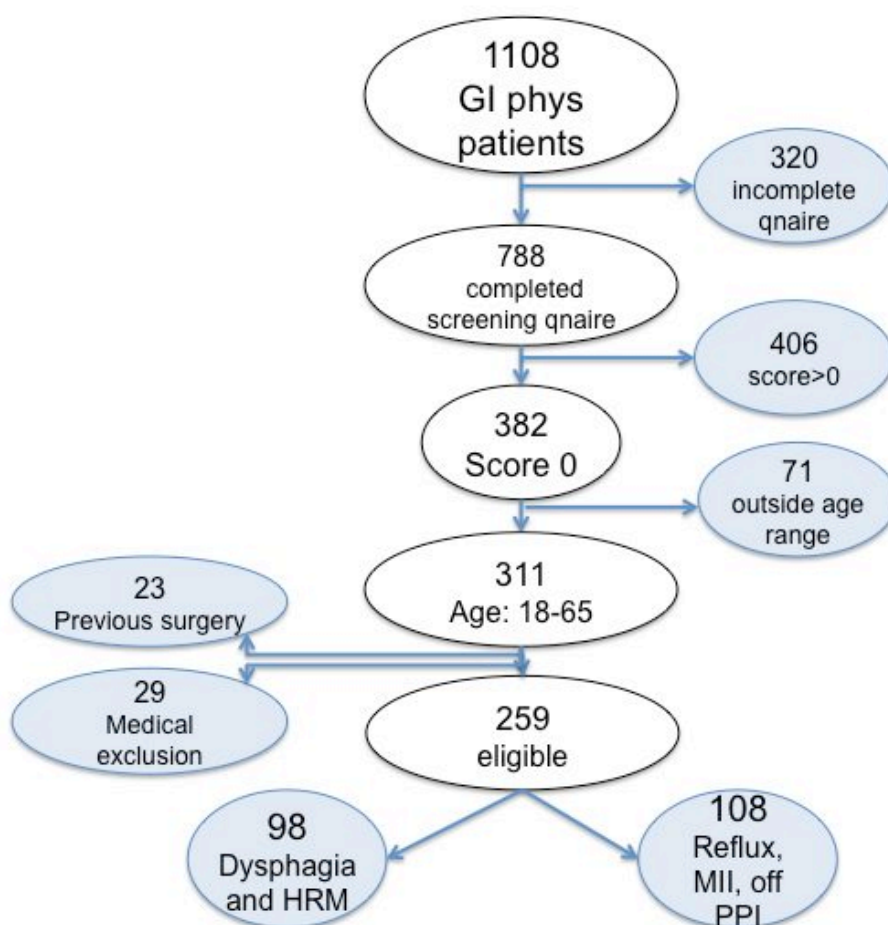 1108
GI phys
patients
320
incomplete
qnaire
788
completed
screening qnaire
406
score>0
382
Score 0
71
outside age
range
311
Age: 18-65
23
Previous surgery
29
Medical
exclusion
259
eligible
98
Dysphagia
and HRM
108
Reflux,
MII, off
PPI